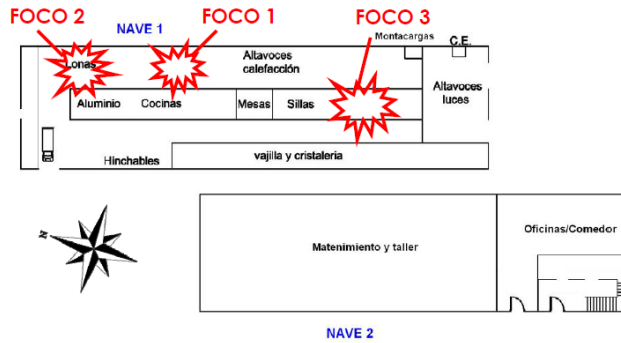 FOCO 2
FOCO 1
FOCO 3
NAVE 1
Montacargas
C.E.
Lonas
Altavoces
calefacción
Altavoces
luces
Aluminio
Cocinas
Mesas
Sillas
Hinchables
vajilla y cristaleria
N
Matenimiento y taller
Oficinas/Comedor
NAVE 2